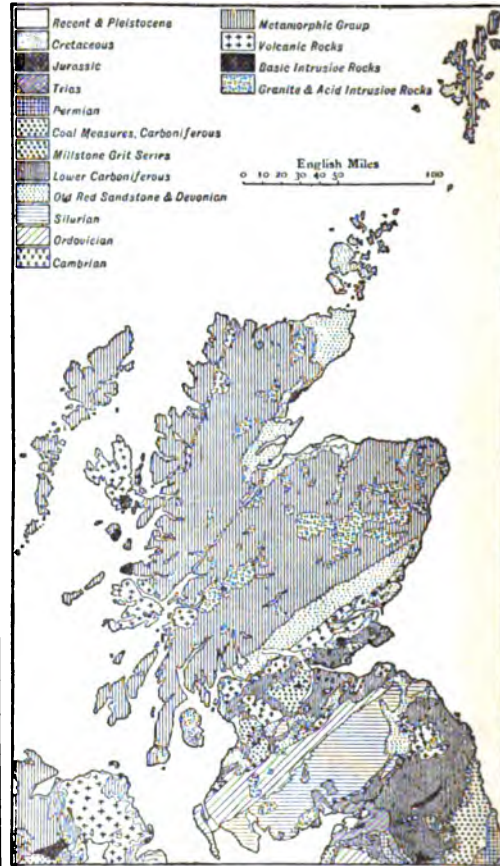 Recent & Pleistocene
Cretaceous
Jurassic
Trias
Permian
Coal Measures, Carboniferous
Millstone Grit Series
Lower Carboniferous
Old Red Sandstone & Devonian
Silurian
Ordovician
Cambrian
Metamorphic Group
Volcanic Rocks
Basic Intrusive Rocks
Granite & Acid Intrusive Rocks
English Miles
0 10 20 30 40 50 100